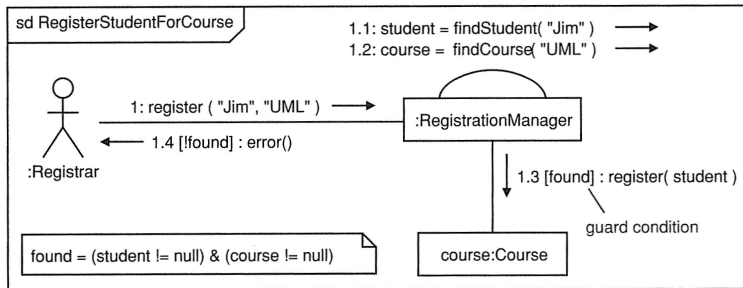 sd RegisterStudentForCourse
1.1: student = findStudent( "Jim" )
1.2: course = findCourse( "UML" )
1: register ( "Jim", "UML" )
:RegistrationManager
1.4 [!found] : error()
:Registrar
1.3 [found] : register( student )
guard condition
found = (student != null) & (course != null)
course:Course